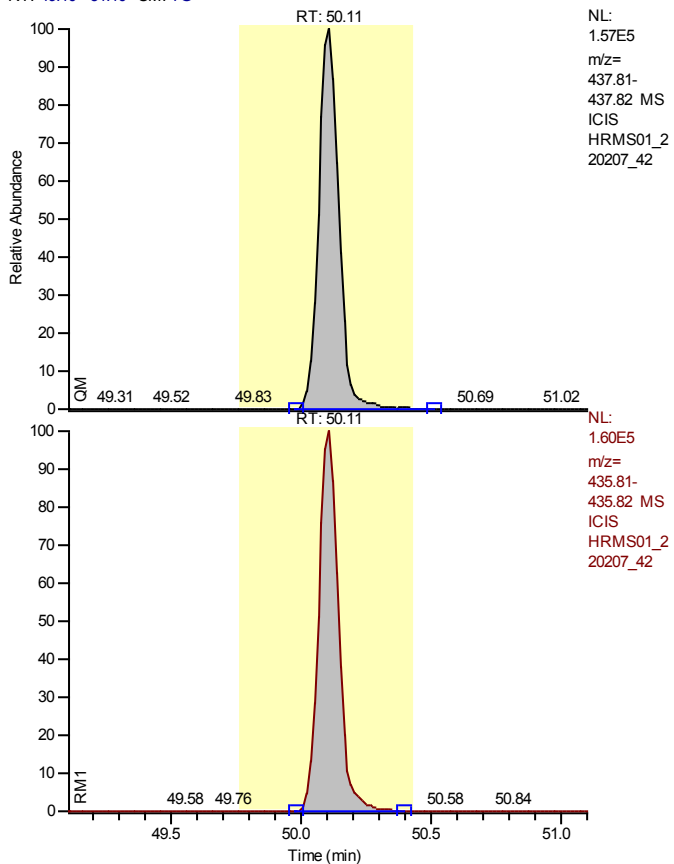 RT: 50.11
NL:
1.57E5
m/z=
437.81-
437.82 MS
ICIS
HRMS01_2
20207_42
Relative Abundance
100
90
80
70
60
50
40
30
20
10
0
QM
49.31 49.52 49.83 50.69 51.02
RT: 50.11
NL:
1.60E5
m/z=
435.81-
435.82 MS
ICIS
HRMS01_2
20207_42
100
90
80
70
60
50
40
30
20
10
0
RM1
49.58 49.76 50.58 50.84
49.5 50.0 50.5 51.0
Time (min)